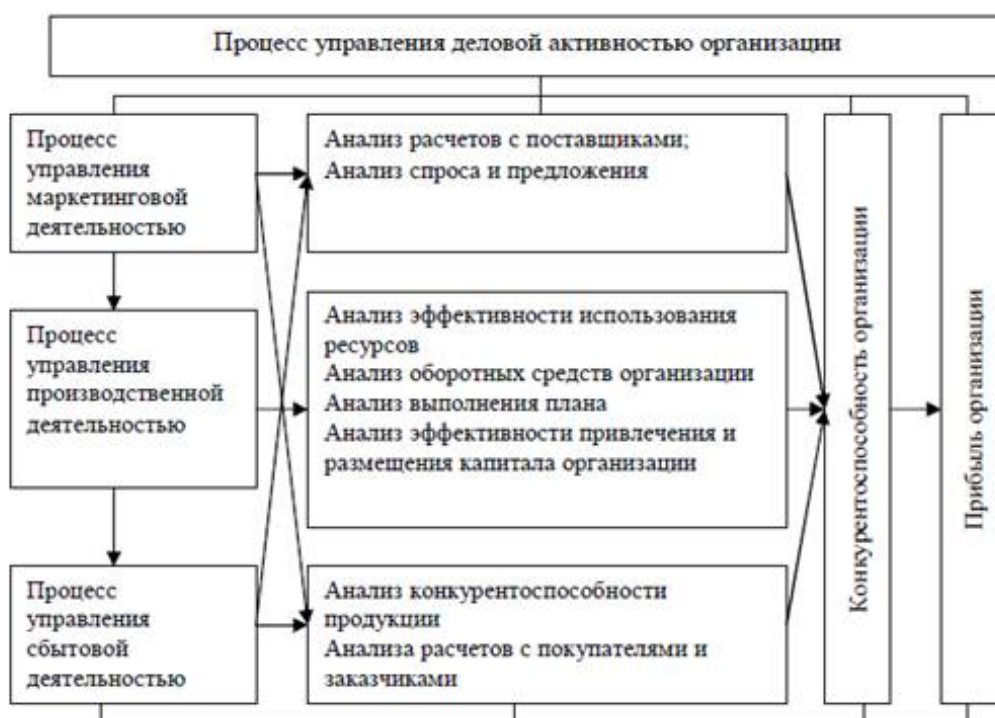 Процесс управления деловой активностью организации
Процесс
управления
маркетинговой
деятельностью
Анализ расчетов с поставщиками;
Анализ спроса и предложения
Процесс
управления
производственной
деятельностью
Анализ эффективности использования
ресурсов
Анализ оборотных средств организации
Анализ выполнения плана
Анализ эффективности привлечения и
размещения капитала организации
Процесс
управления
сбытовой
деятельностью
Анализ конкурентоспособности
продукции
Анализа расчетов с покупателями и
заказчиками
Конкурентоспособность организации
Прибыль организации